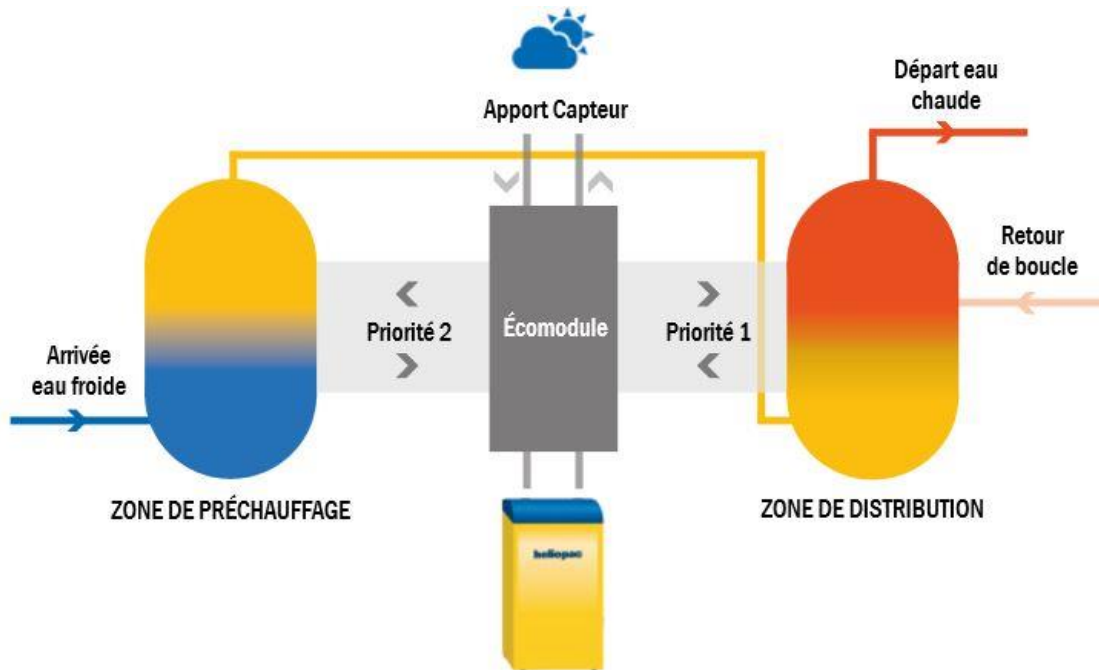 Départ eau
chaude
Apport Capteur
Retour
de boucle
Priorité 2
Écomodule
Priorité 1
Arrivée
eau froide
ZONE DE PRÉCHAUFFAGE
ZONE DE DISTRIBUTION
heliopac